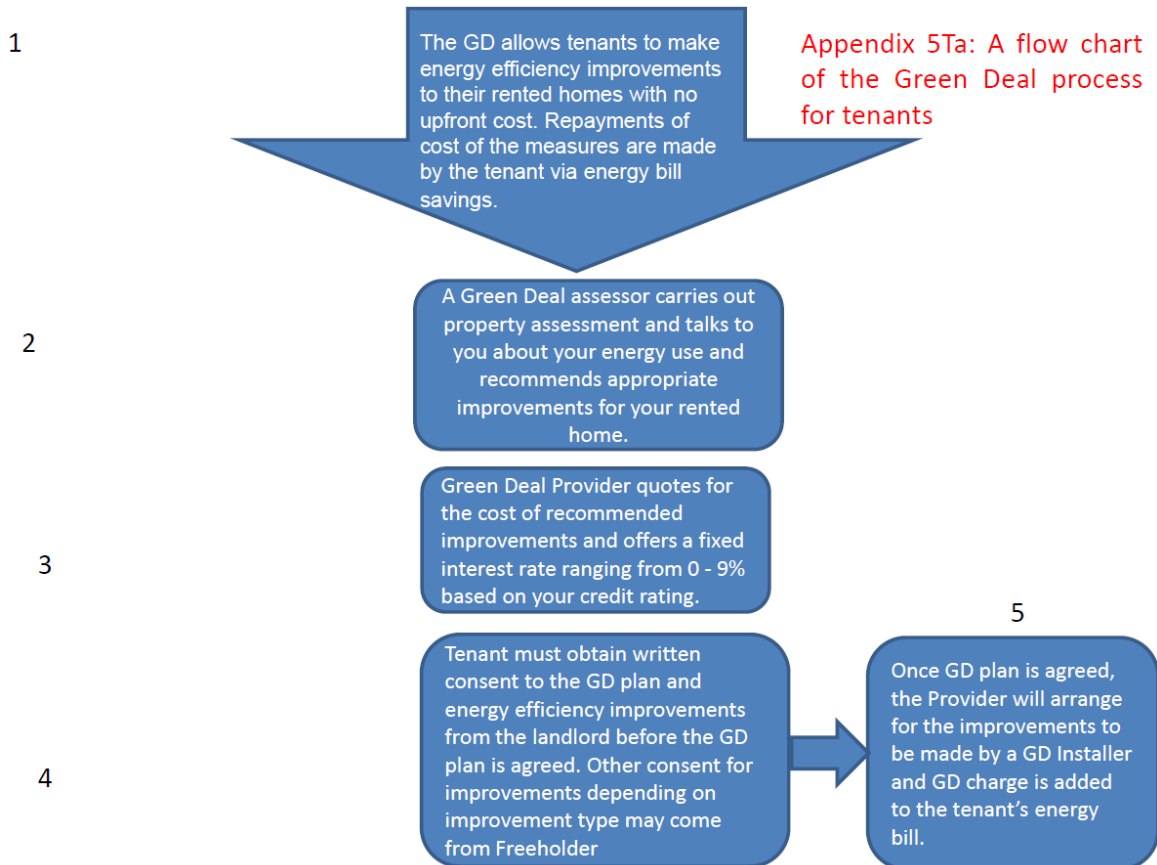 1
The GD allows tenants to make
energy efficiency improvements
to their rented homes with no
upfront cost. Repayments of
cost of the measures are made
by the tenant via energy bill
savings.
Appendix 5Ta: A flow chart
of the Green Deal process
for tenants
2
A Green Deal assessor carries out
property assessment and talks to
you about your energy use and
recommends appropriate
improvements for your rented
home.
3
Green Deal Provider quotes for
the cost of recommended
improvements and offers a fixed
interest rate ranging from 0 - 9%
based on your credit rating.
4
Tenant must obtain written
consent to the GD plan and
energy efficiency improvements
from the landlord before the GD
plan is agreed. Other consent for
improvements depending on
improvement type may come
from Freeholder
5
Once GD plan is agreed,
the Provider will arrange
for the improvements to
be made by a GD Installer
and GD charge is added
to the tenant's energy
bill.